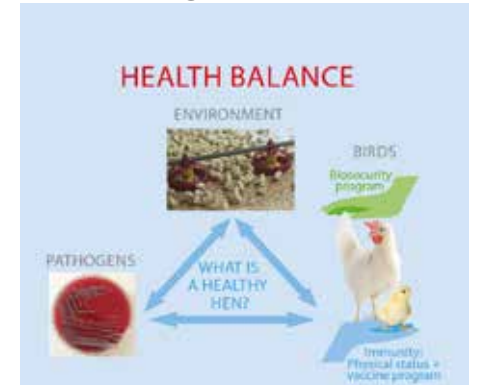 HEALTH BALANCE
ENVIRONMENT
BIRDS
Biosecurity
program
PATHOGENS
WHAT IS
A HEALTHY
HEN?
Immunity:
Physical status +
vaccine program